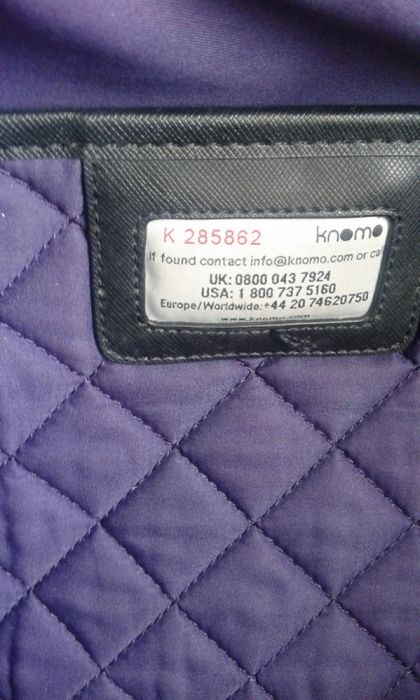 K 285862 knomo
If found contact info@knomo.com or call
UK: 0800 043 7924
USA: 1 800 737 5160
Europe/Worldwide:+44 20 74620750
www.knomo.com